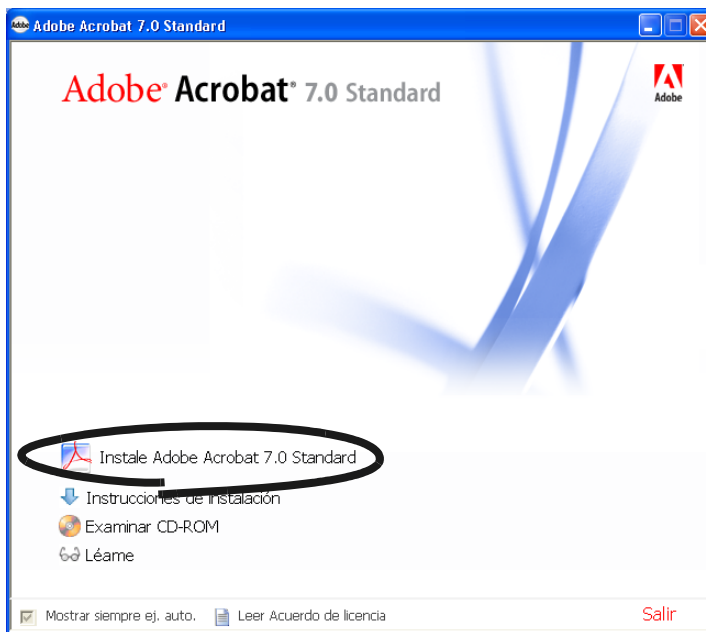 Adobe Adobe Acrobat 7.0 Standard
Adobe® Acrobat® 7.0 Standard
Adobe
Instale Adobe Acrobat 7.0 Standard
Instrucciones de instalación
Examinar CD-ROM
Léame
Mostrar siempre ej. auto.
Leer Acuerdo de licencia
Salir